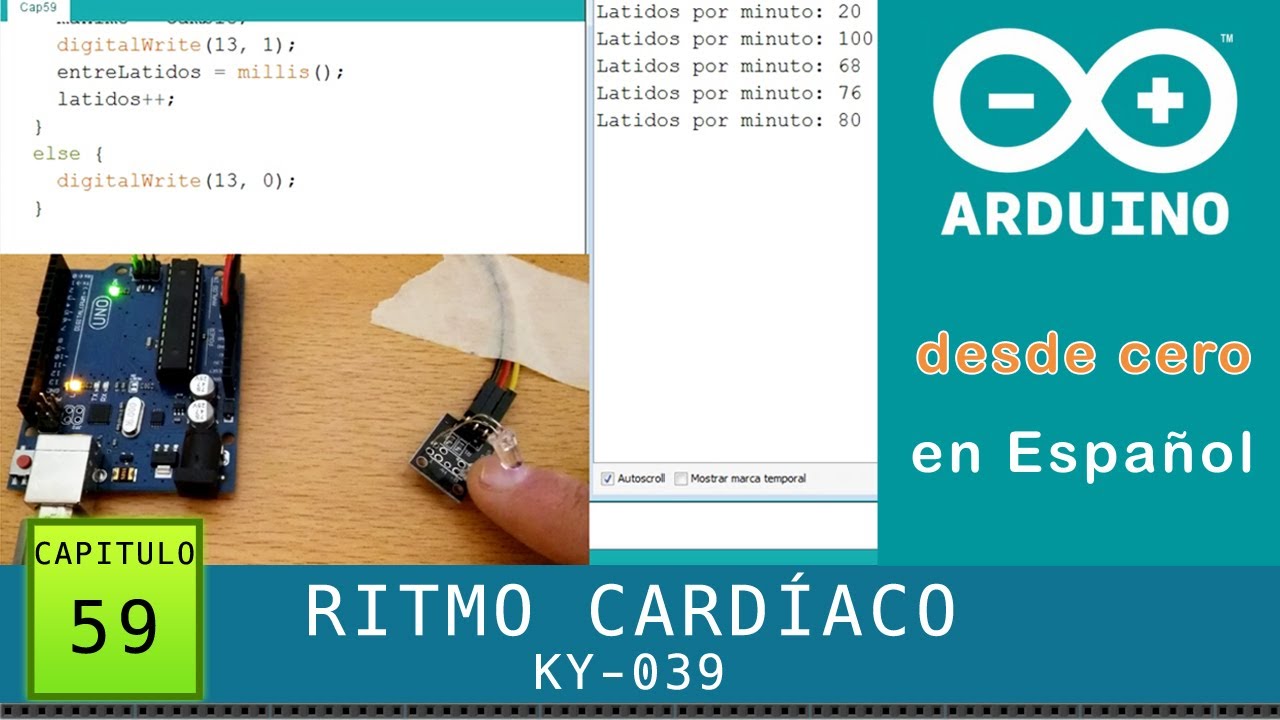 Cap59
digitalWrite(13, 1);
entreLatidos = millis();
latidos++;
}
else {
digitalWrite(13, 0);
}
Latidos por minuto: 20
Latidos por minuto: 100
Latidos por minuto: 68
Latidos por minuto: 76
Latidos por minuto: 80
Autoscroll
Mostrar marca temporal
- +
TM
ARDUINO
desde cero
en Español
UNO
CAPITULO
59
RITMO CARDÍACO
KY-039